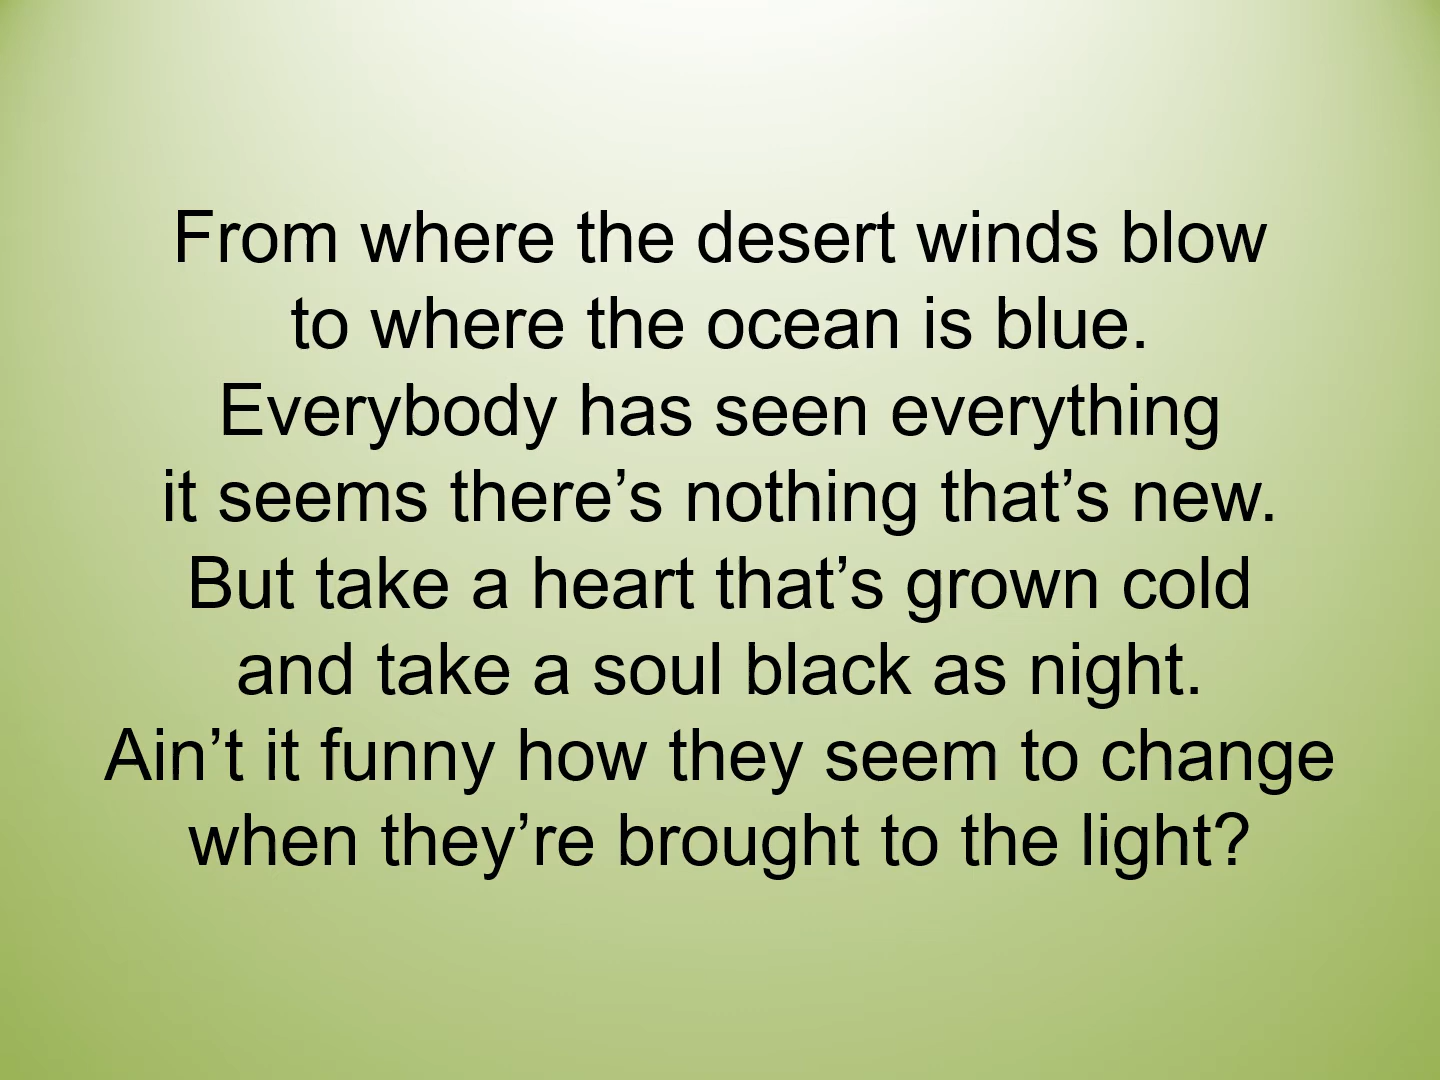 From where the desert winds blow
to where the ocean is blue.
Everybody has seen everything
it seems there’s nothing that’s new.
But take a heart that’s grown cold
and take a soul black as night.
Ain’t it funny how they seem to change
when they’re brought to the light?